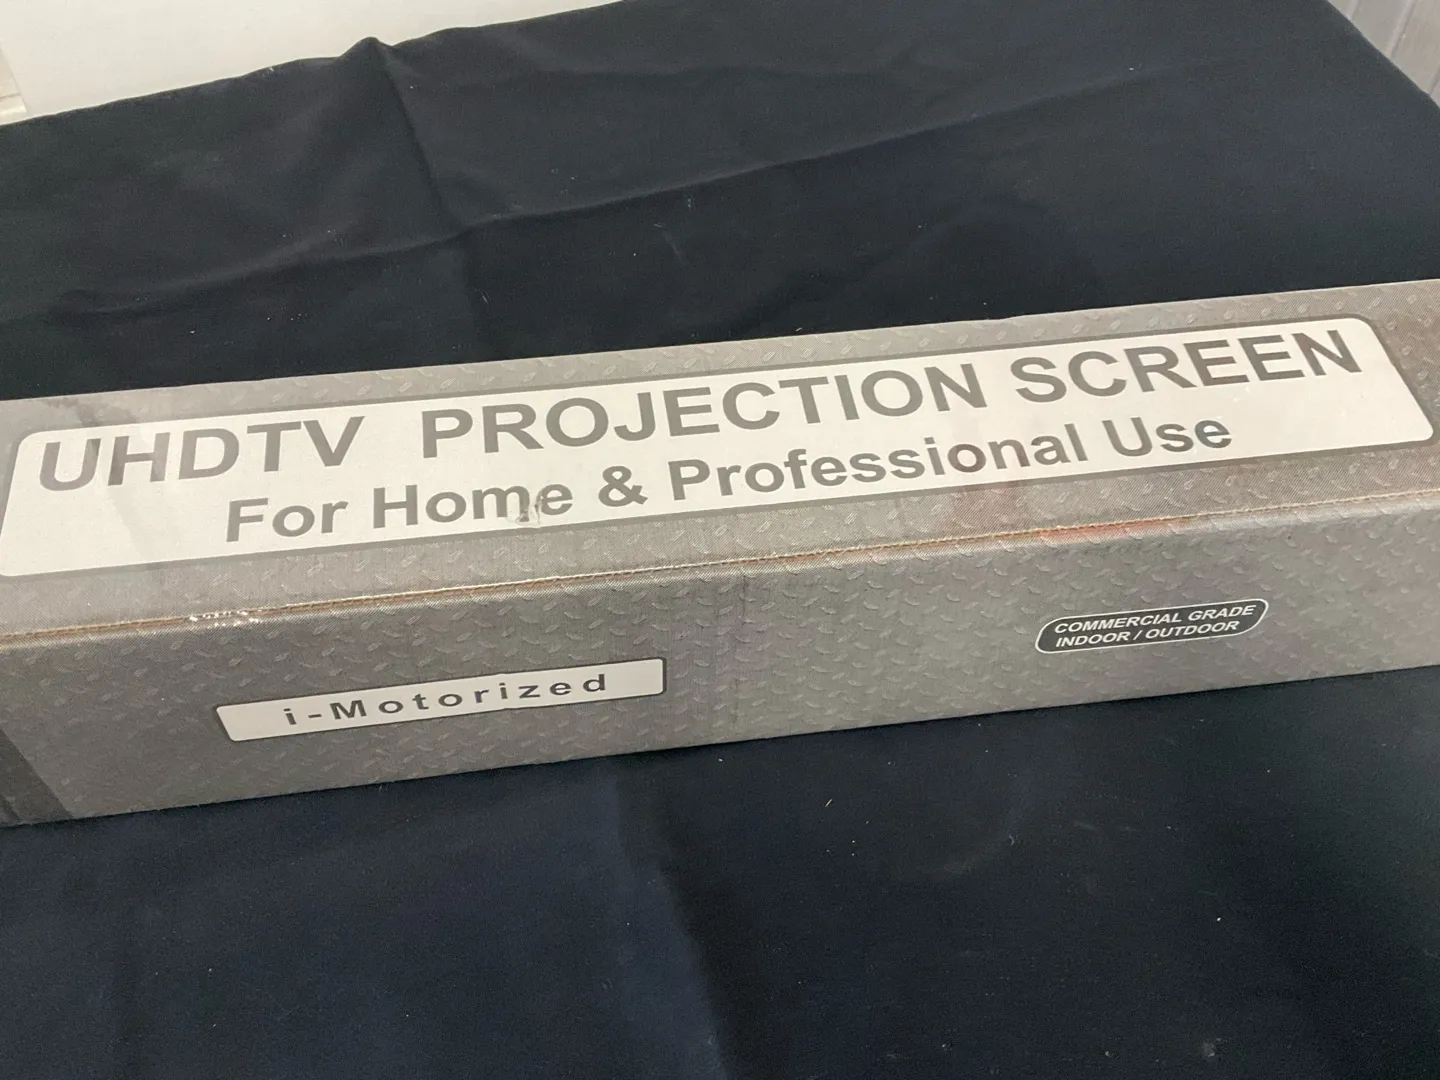 UHDTV PROJECTION SCREEN
For Home & Professional Use
i-Motorized
COMMERCIAL GRADE
INDOOR / OUTDOOR